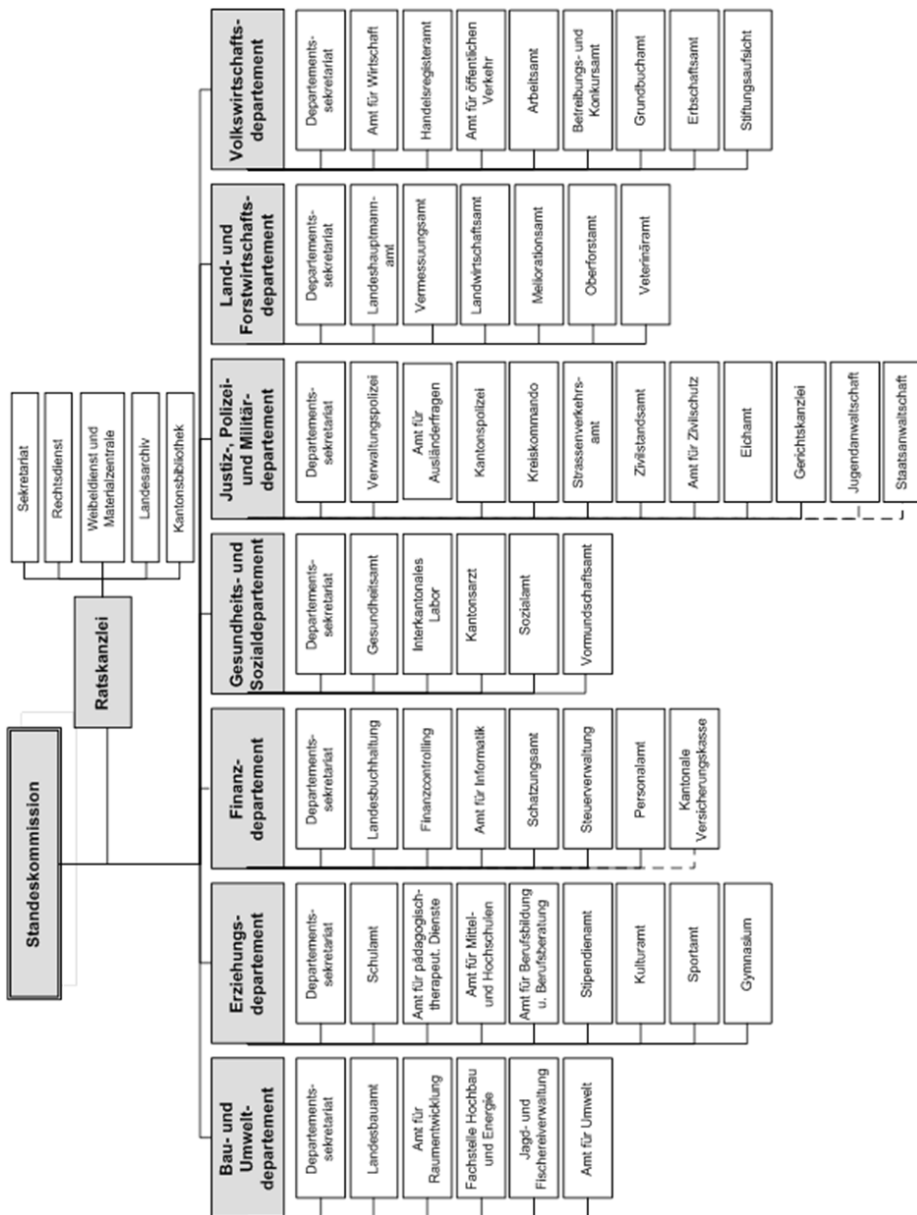 Standeskommission
Ratskanzlei
Sekretariat
Rechtsdienst
Weibeldienst und
Materialzentrale
Landesarchiv
Kantonsbibliothek
Bau- und
Umwelt-
departement
Departements-
sekretariat
Landesbauamt
Amt für
Raumentwicklung
Fachstelle Hochbau
und Energie
Jagd- und
Fischereiverwaltung
Amt für Umwelt
Erziehungs-
departement
Departements-
sekretariat
Schulamt
Amt für pädagogisch-
therapeut. Dienste
Amt für Mittel-
und Hochschulen
Amt für Berufsbildung
u. Berufsberatung
Stipendienamt
Kulturamt
Sportamt
Gymnasium
Finanz-
departement
Departements-
sekretariat
Landesbuchhaltung
Finanzcontrolling
Amt für Informatik
Schatzungsamt
Steuerverwaltung
Personalamt
Kantonale
Versicherungskasse
Gesundheits- und
Sozialdepartement
Departements-
sekretariat
Gesundheitsamt
Interkantonales
Labor
Kantonsarzt
Sozialamt
Vormundschaftsamt
Justiz-, Polizei-
und Militär-
departement
Departements-
sekretariat
Verwaltungspolizei
Amt für
Ausländerfragen
Kantonspolizei
Kreiskommando
Strassenverkehrs-
amt
Zivilstandsamt
Amt für Zivilschutz
Eichamt
Gerichtskanzlei
Jugendanwaltschaft
Staatsanwaltschaft
Land- und
Forstwirtschafts-
departement
Departements-
sekretariat
Landeshauptmann-
amt
Vermessuungsamt
Landwirtschaftsamt
Meliorationsamt
Oberforstamt
Veterinäramt
Volkswirtschafts-
departement
Departements-
sekretariat
Amt für Wirtschaft
Handelsregisteramt
Amt für öffentlichen
Verkehr
Arbeitsamt
Betreibungs- und
Konkursamt
Grundbuchamt
Erbschaftsamt
Stiftungsaufsicht